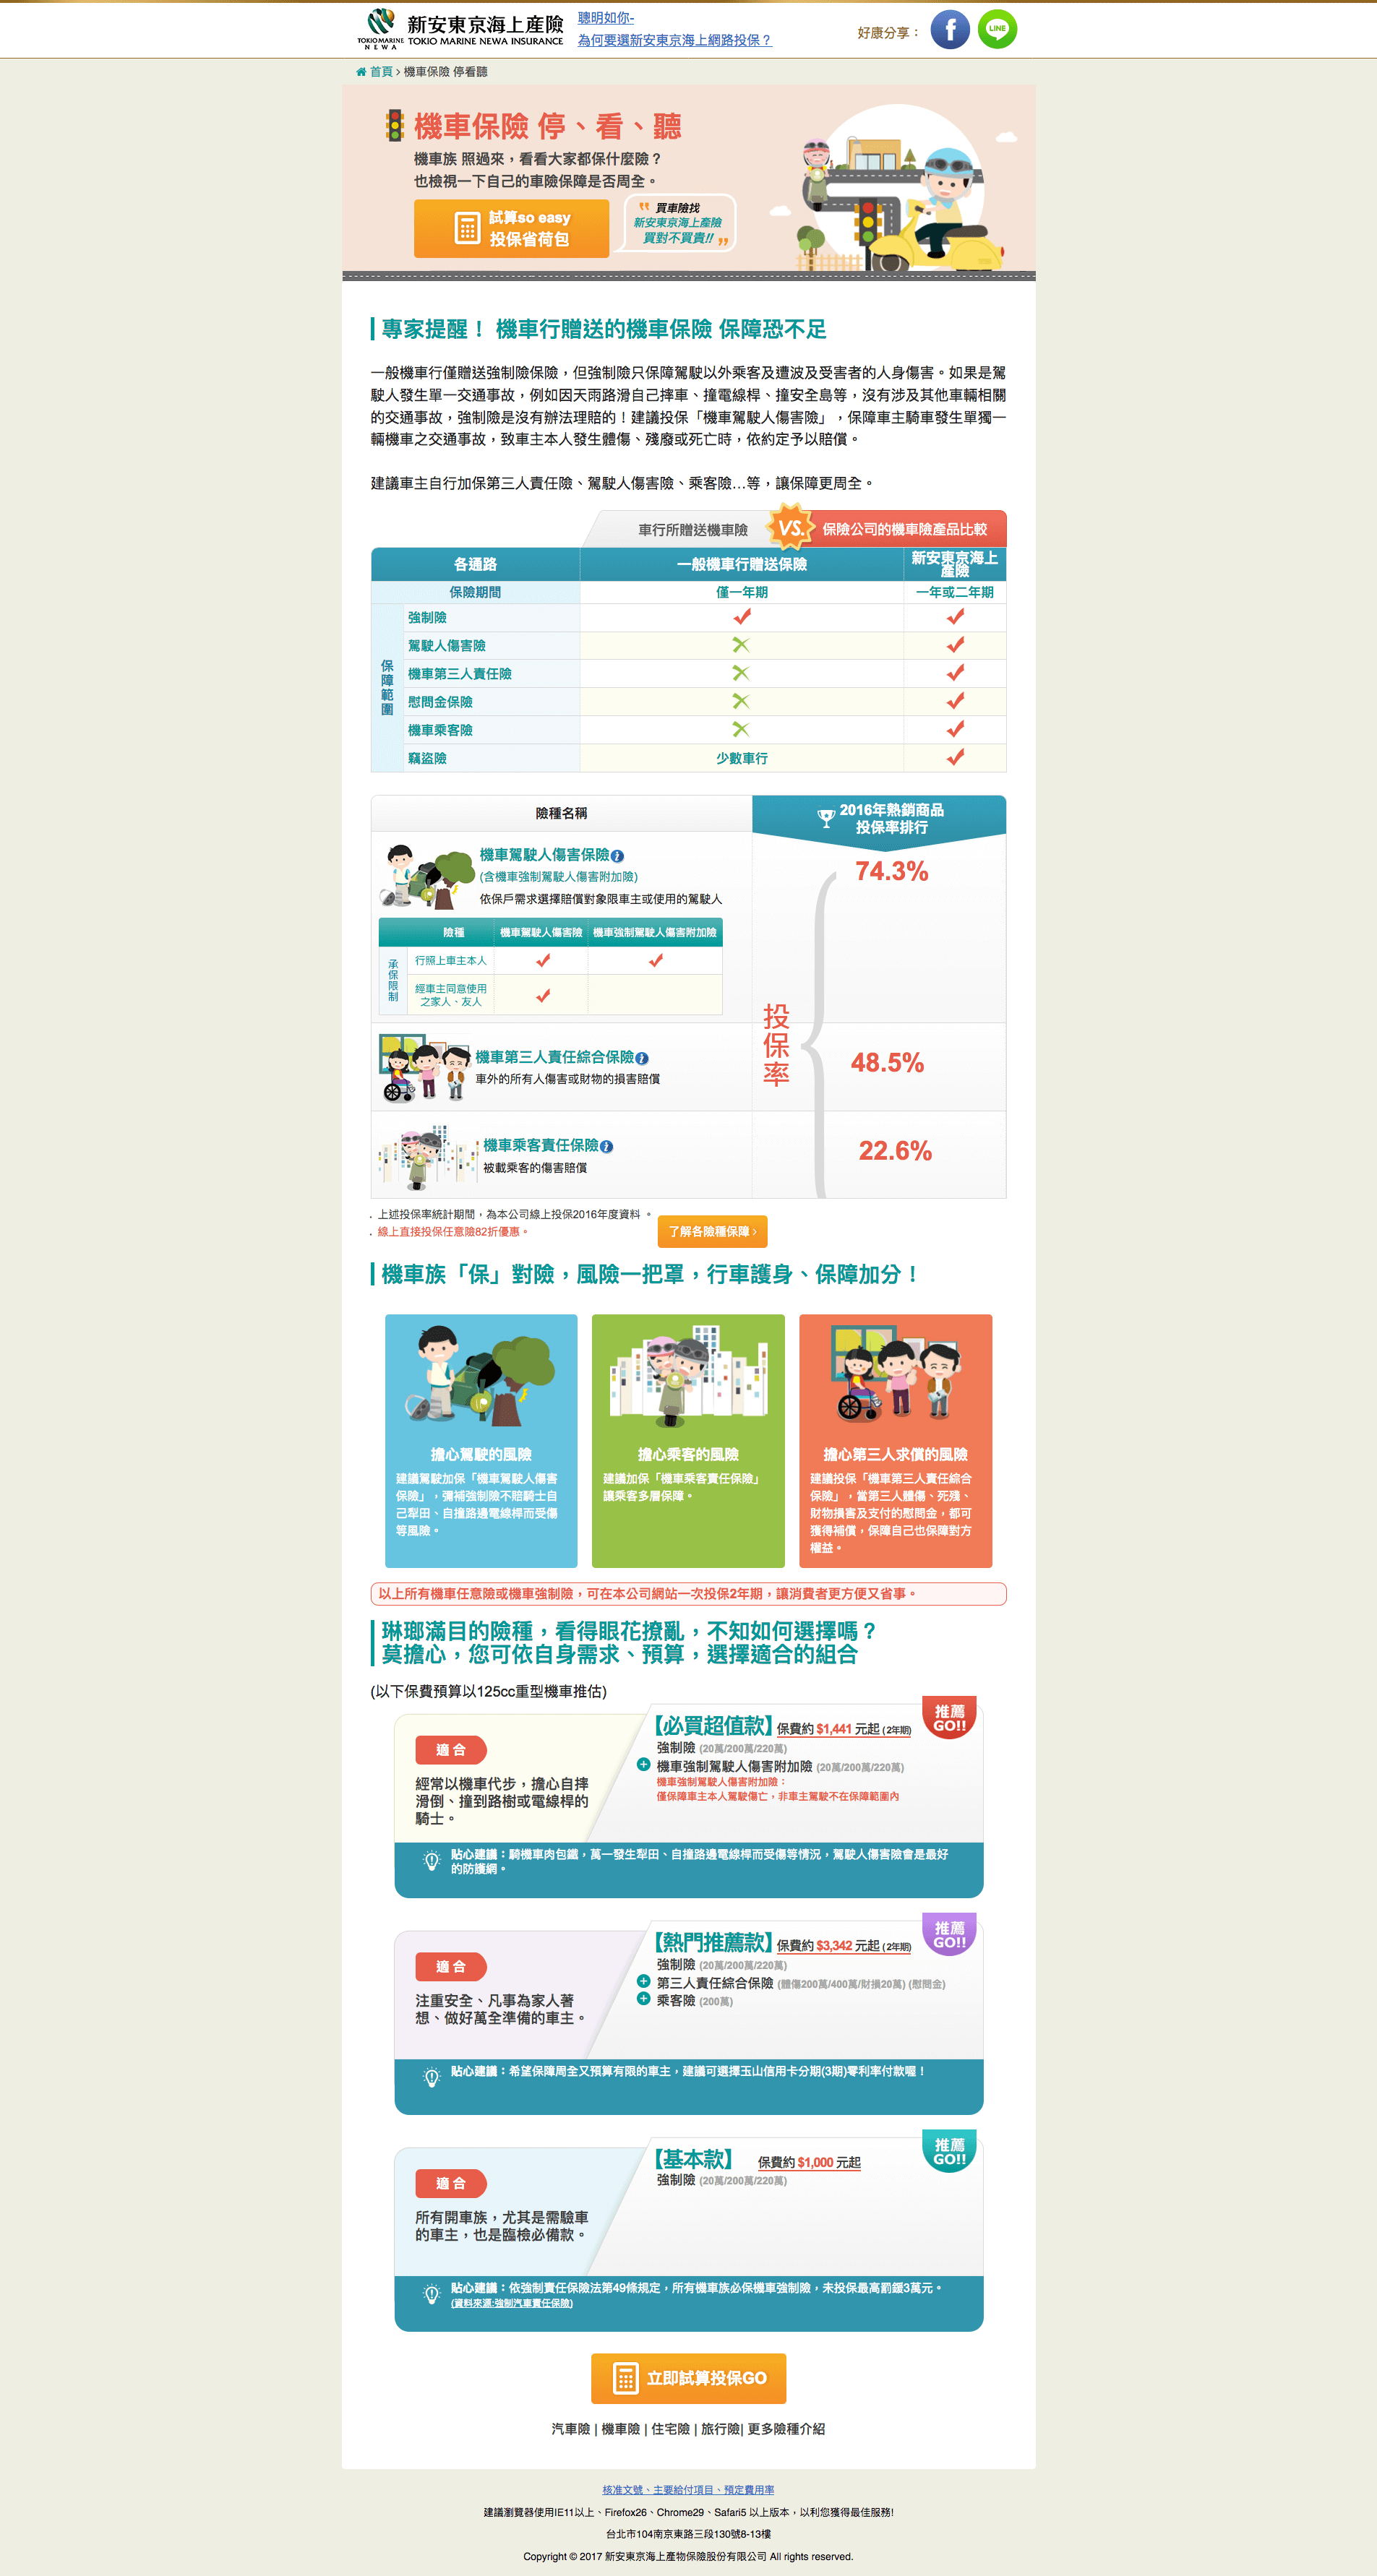 新安東京海上產險
TOKIO MARINE NEWA
TOKIO MARINE NEWA INSURANCE
聰明如你-
為何要選新安東京海上網路投保？
好康分享：
f
LINE
首頁 > 機車保險 停看聽
機車保險 停、看、聽
機車族 照過來，看看大家都保什麼險？
也檢視一下自己的車險保障是否周全。
試算so easy
投保省荷包
買車險找
新安東京海上產險
買對不買貴!!
專家提醒！ 機車行贈送的機車保險 保障恐不足
一般機車行僅贈送強制險保險，但強制險只保障駕駛以外乘客及遭波及受害者的人身傷害。如果是駕
駛人發生單一交通事故，例如因天雨路滑自己摔車、撞電線桿、撞安全島等，沒有涉及其他車輛相關
的交通事故，強制險是沒有辦法理賠的！建議投保「機車駕駛人傷害險」，保障車主騎車發生單獨一
輛機車之交通事故，致車主本人發生體傷、殘廢或死亡時，依約定予以賠償。
建議車主自行加保第三人責任險、駕駛人傷害險、乘客險…等，讓保障更周全。
車行所贈送機車險 VS. 保險公司的機車險產品比較
各通路 一般機車行贈送保險 新安東京海上
產險
保險期間 僅一年期 一年或二年期
保障範圍
強制險
駕駛人傷害險
機車第三人責任險
慰問金保險
機車乘客險
竊盜險 少數車行
險種名稱
2016年熱銷商品
投保率排行
機車駕駛人傷害保險
(含機車強制駕駛人傷害附加險)
依保戶需求選擇賠償對象限車主或使用的駕駛人
74.3%
險種 機車駕駛人傷害險 機車強制駕駛人傷害附加險
承保限制
行照上車主本人
經車主同意使用
之家人、友人
投保率
機車第三人責任綜合保險
車外的所有人傷害或財物的損害賠償
48.5%
機車乘客責任保險
被載乘客的傷害賠償
22.6%
. 上述投保率統計期間，為本公司線上投保2016年度資料 。
. 線上直接投保任意險82折優惠。
了解各險種保障 ›
機車族「保」對險，風險一把罩，行車護身、保障加分！
擔心駕駛的風險
建議駕駛加保「機車駕駛人傷害
保險」，彌補強制險不賠騎士自
己犁田、自撞路邊電線桿而受傷
等風險。
擔心乘客的風險
建議加保「機車乘客責任保險」
讓乘客多層保障。
擔心第三人求償的風險
建議投保「機車第三人責任綜合
保險」，當第三人體傷、死殘、
財物損害及支付的慰問金，都可
獲得補償，保障自己也保障對方
權益。
以上所有機車任意險或機車強制險，可在本公司網站一次投保2年期，讓消費者更方便又省事。
琳瑯滿目的險種，看得眼花撩亂，不知如何選擇嗎？
莫擔心，您可依自身需求、預算，選擇適合的組合
(以下保費預算以125cc重型機車推估)
適 合
經常以機車代步，擔心自摔
滑倒、撞到路樹或電線桿的
騎士。
【必買超值款】 保費約 $1,441 元起 ( 2年期)
推薦
GO!!
強制險 (20萬/200萬/220萬)
機車強制駕駛人傷害附加險 (20萬/200萬/220萬)
機車強制駕駛人傷害附加險：
僅保障車主本人駕駛傷亡，非車主駕駛不在保障範圍內
貼心建議：騎機車肉包鐵，萬一發生犁田、自撞路邊電線桿而受傷等情況，駕駛人傷害險會是最好
的防護網。
適 合
注重安全、凡事為家人著
想、做好萬全準備的車主。
【熱門推薦款】 保費約 $3,342 元起 ( 2年期)
推薦
GO!!
強制險 (20萬/200萬/220萬)
第三人責任綜合保險 (體傷200萬/400萬/財損20萬) (慰問金)
乘客險 (200萬)
貼心建議：希望保障周全又預算有限的車主，建議可選擇玉山信用卡分期(3期)零利率付款喔！
適 合
所有開車族，尤其是需驗車
的車主，也是臨檢必備款。
【基本款】 保費約 $1,000 元起
推薦
GO!!
強制險 (20萬/200萬/220萬)
貼心建議：依強制責任保險法第49條規定，所有機車族必保機車強制險，未投保最高罰鍰3萬元。
(資料來源:強制汽車責任保險)
立即試算投保GO
汽車險 | 機車險 | 住宅險 | 旅行險| 更多險種介紹
核准文號、主要給付項目、預定費用率
建議瀏覽器使用IE11以上、Firefox26、Chrome29、Safari5 以上版本，以利您獲得最佳服務!
台北市104南京東路三段130號8-13樓
Copyright © 2017 新安東京海上產物保險股份有限公司 All rights reserved.